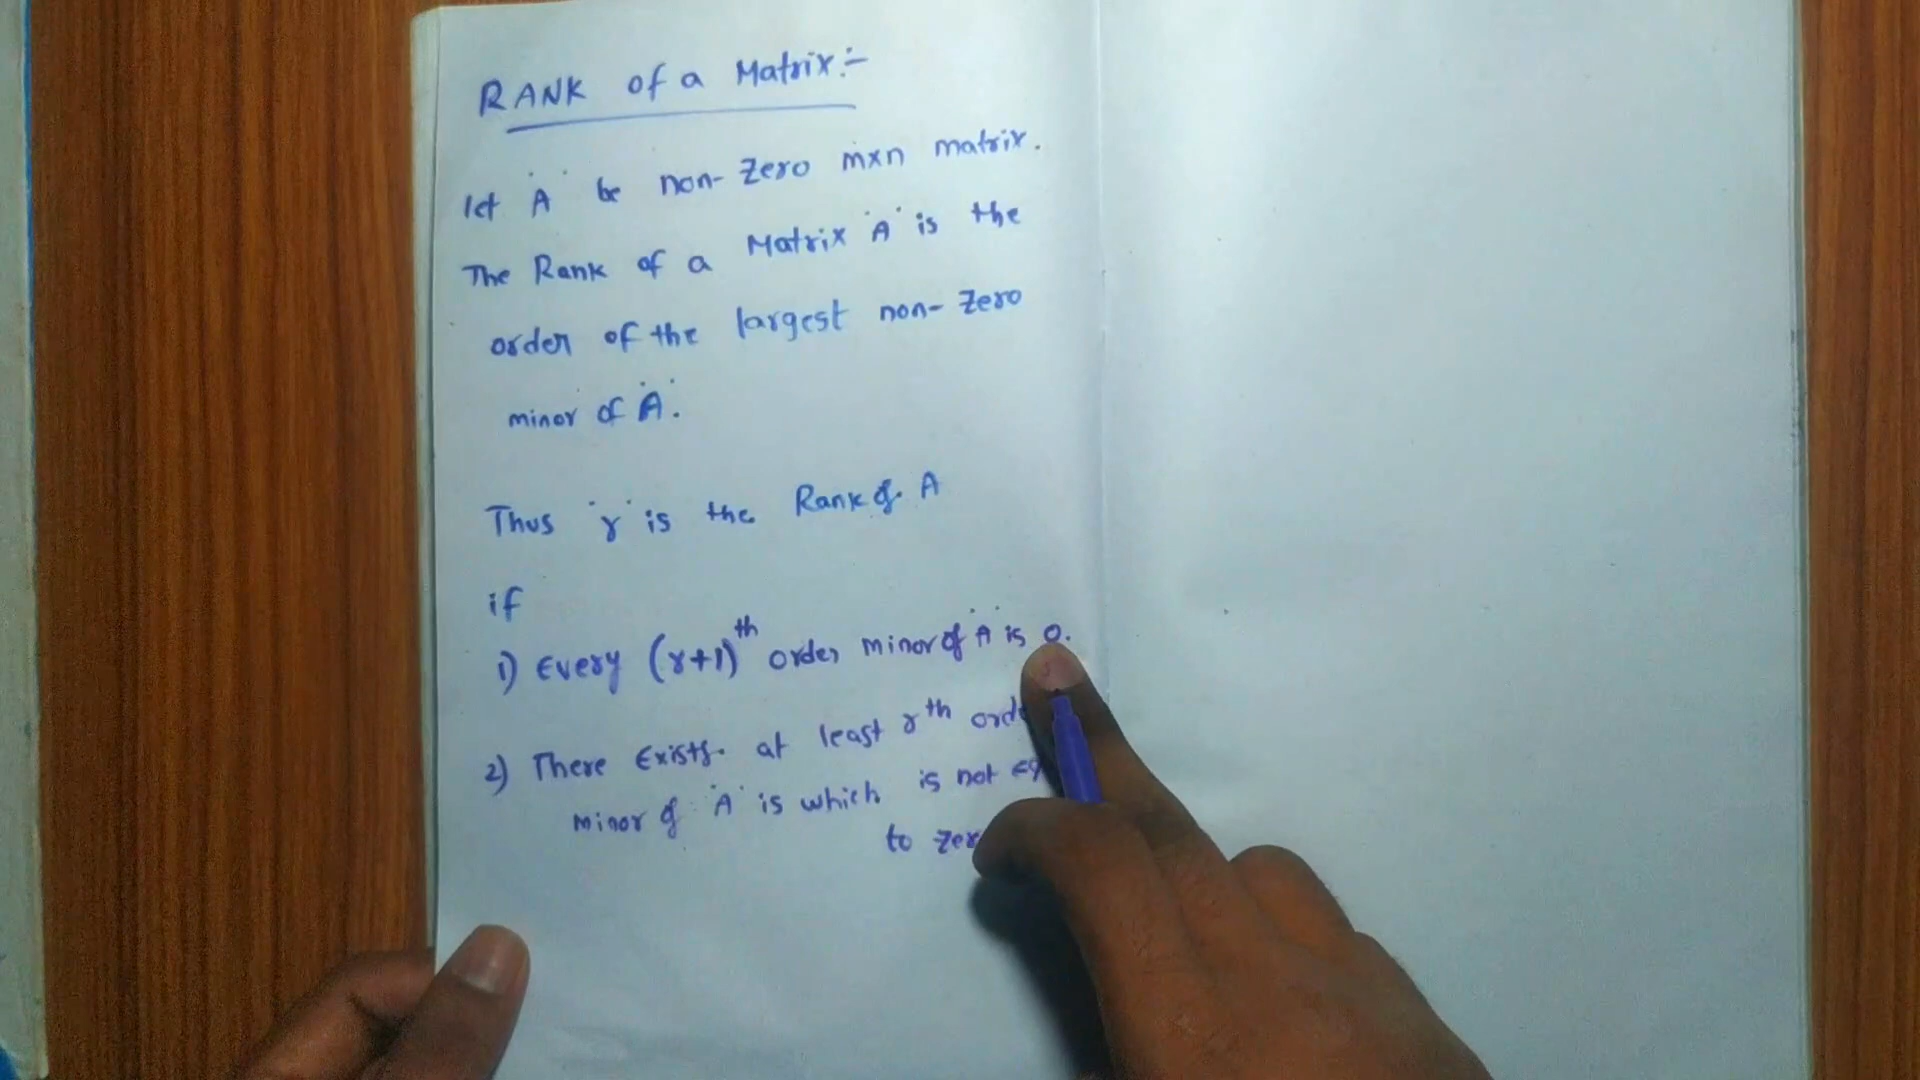 RANK of a Matrix:-
let 'A' be non-zero mxn matrix.
The Rank of a Matrix 'A' is the
order of the largest non-zero
minor of 'A'.
Thus 'r' is the Rank of A
if
1) Every (r+1)th order minor of 'A' is 0.
2) There Exists at least rth
minor of 'A' is which is not
to